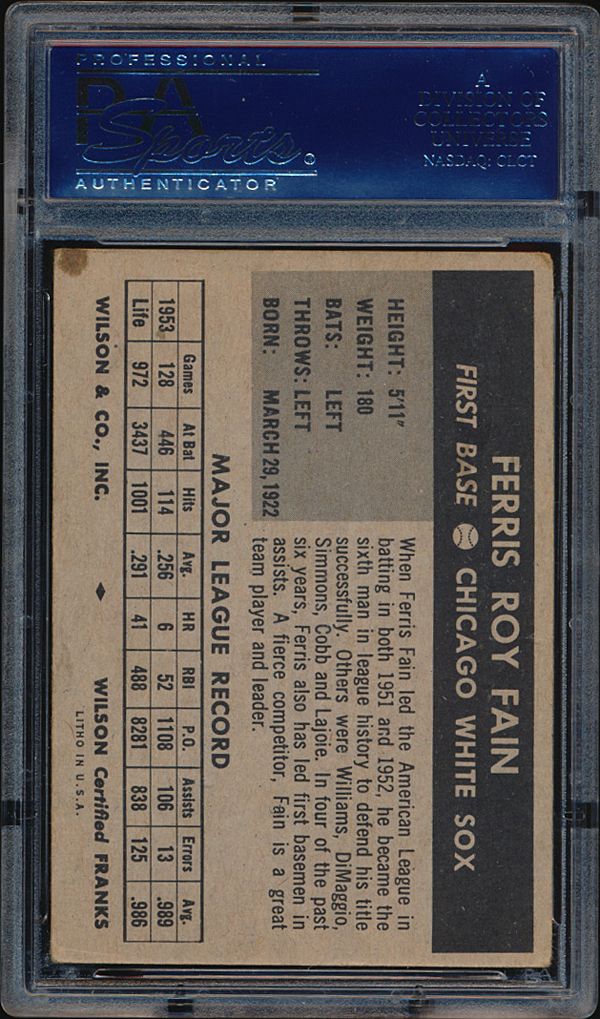 PROFESSIONAL
PSA
Sports®
AUTHENTICATOR
A
DIVISION OF
COLLECTORS
UNIVERSE
NASDAQ: CLCT
FERRIS ROY FAIN
FIRST BASE CHICAGO WHITE SOX
HEIGHT: 5'11"
WEIGHT: 180
BATS: LEFT
THROWS: LEFT
BORN: MARCH 29, 1922
When Ferris Fain led the American League in
batting in both 1951 and 1952, he became the
sixth man in league history to defend his title
successfully. Others were Williams, DiMaggio,
Simmons, Cobb and Lajoie. In four of the past
six years, Ferris also has led first basemen in
assists. A fierce competitor, Fain is a great
team player and leader.
MAJOR LEAGUE RECORD
Games At Bat Hits Avg. HR RBI P.O. Assists Errors Avg.
1953 128 446 114 .256 6 52 1108 106 13 .989
Life 972 3437 1001 .291 41 488 8281 838 125 .986
WILSON & CO., INC. WILSON Certified FRANKS
LITHO IN U.S.A.